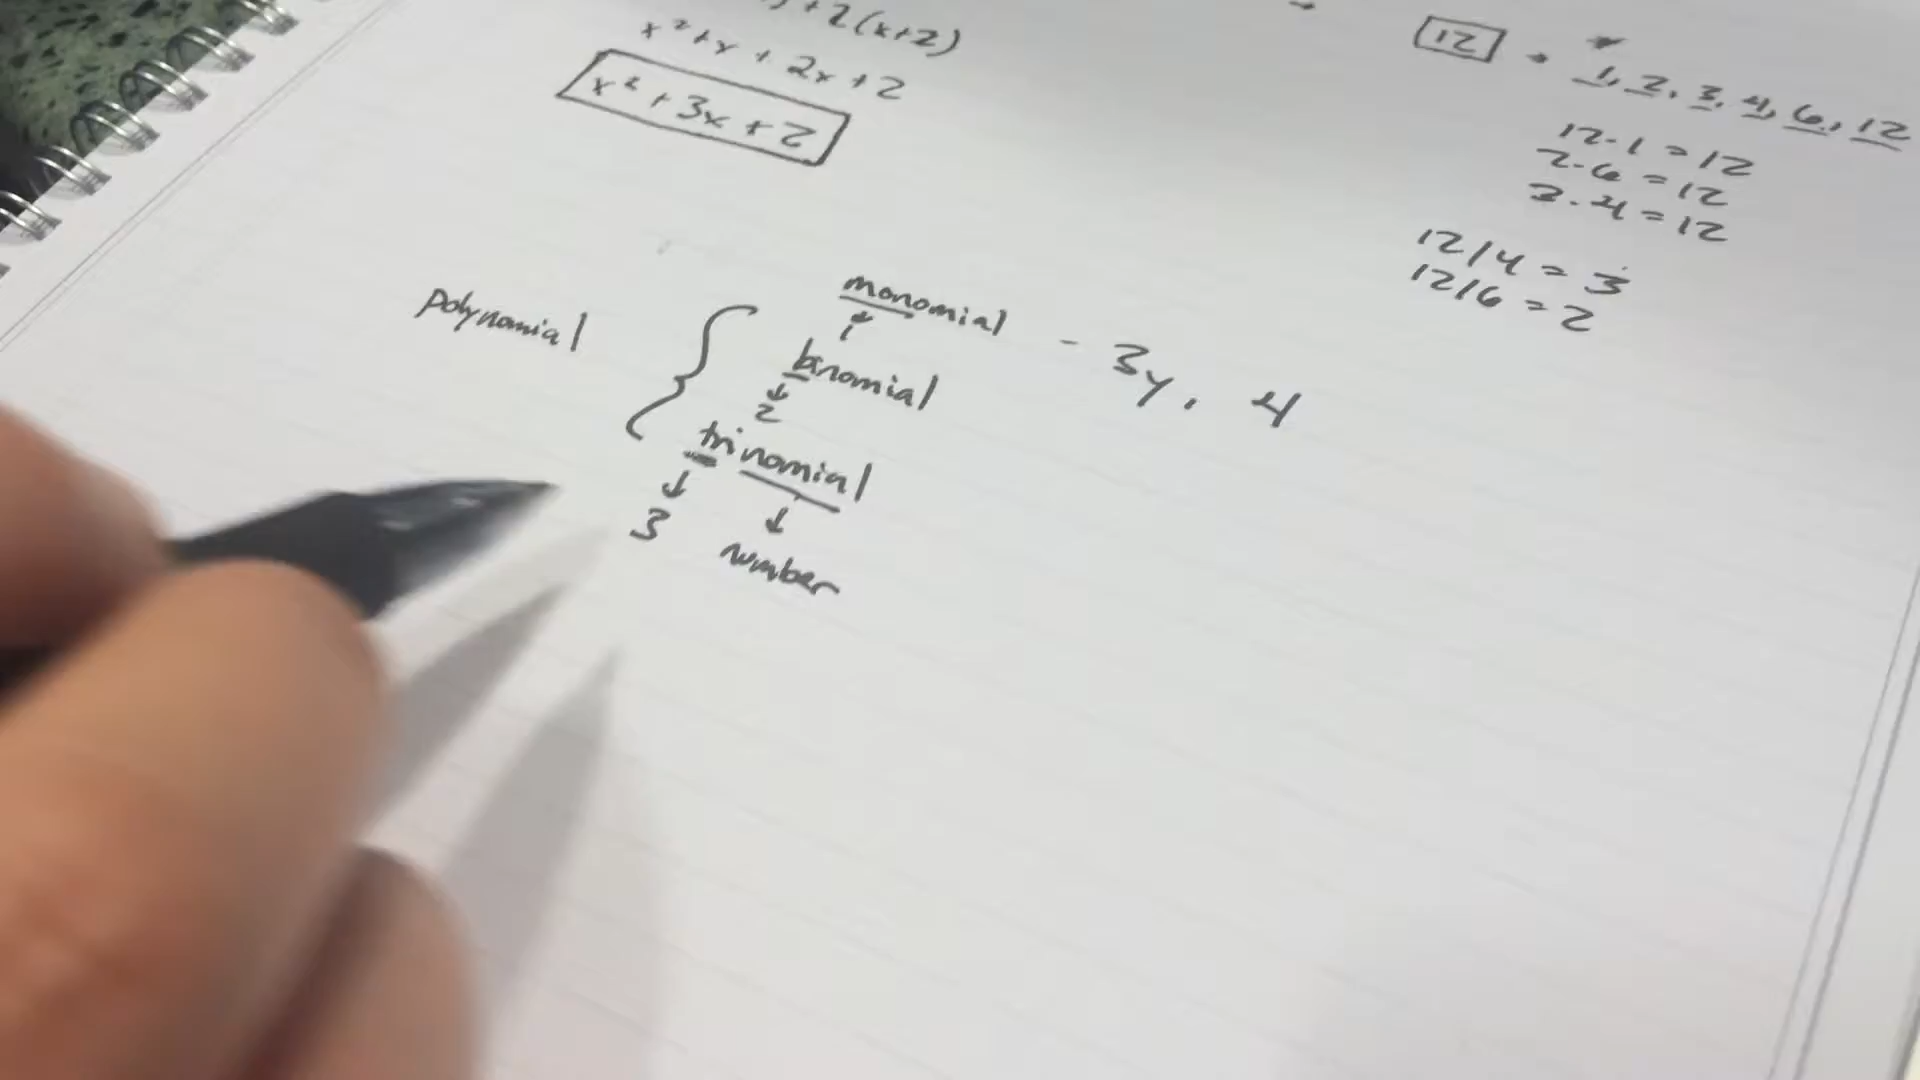 +2(x+2)
x² + x + 2x + 2
x² + 3x + 2
12 • 1, 2, 3, 4, 6, 12
12 · 1 = 12
2 · 6 = 12
3 · 4 = 12
12/4 = 3
12/6 = 2
polynomial
monomial - 3y, 4
↓
1
binomial
↓
2
trinomial
↓ ↓
3 number